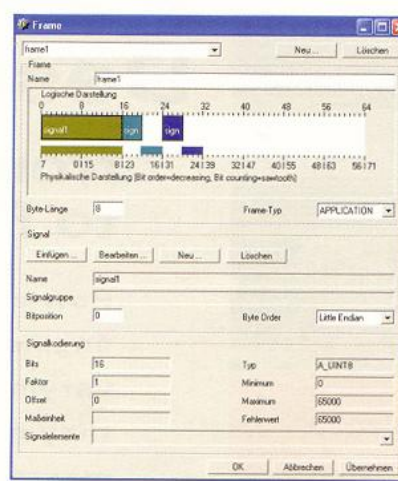 Frame
frame1
Neu... Löschen
Frame
Name frame1
Logische Darstellung
0 8 16 24 32 40 48 56 64
signal1 sign sign
7 0115 8123 16131 24139 32147 40155 48163 56171
Physikalische Darstellung (Bit order=decreasing, Bit counting=sawtooth)
Byte-Länge 8 Frame-Typ APPLICATION
Signal
Einfügen... Bearbeiten... Neu... Löschen
Name signal1
Signalgruppe
Bitposition 0 Byte Order Little Endian
Signalkodierung
Bits 16 Typ A_UINT8
Faktor 1 Minimum 0
Offset 0 Maximum 65000
Maßeinheit Fehlerwert 65000
Signalelemente
OK Abbrechen Übernehmen